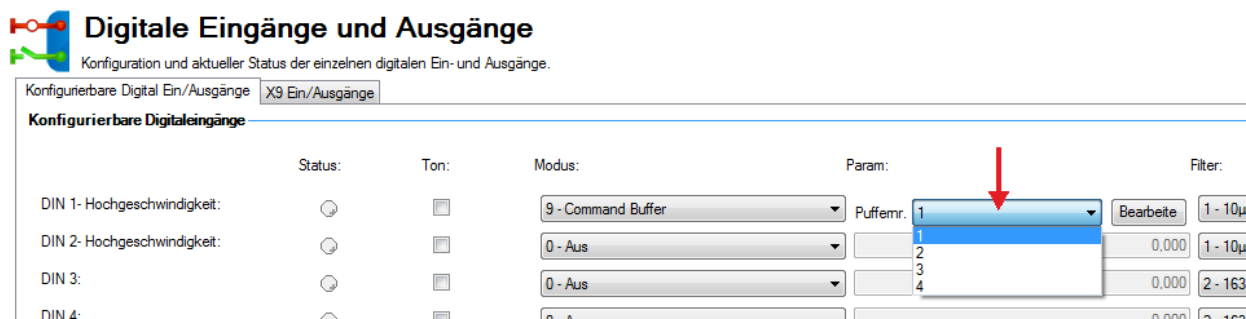 Digitale Eingänge und Ausgänge
Konfiguration und aktueller Status der einzelnen digitalen Ein- und Ausgänge.
Konfigurierbare Digital Ein/Ausgänge X9 Ein/Ausgänge
Konfigurierbare Digitaleingänge
Status: Ton: Modus: Param: Filter:
DIN 1- Hochgeschwindigkeit: 9 - Command Buffer Puffernr. 1 Bearbeite 1 - 10µ
1
DIN 2- Hochgeschwindigkeit: 0 - Aus 2 0,000 1 - 10µ
3
DIN 3: 0 - Aus 4 0,000 2 - 163
DIN 4: